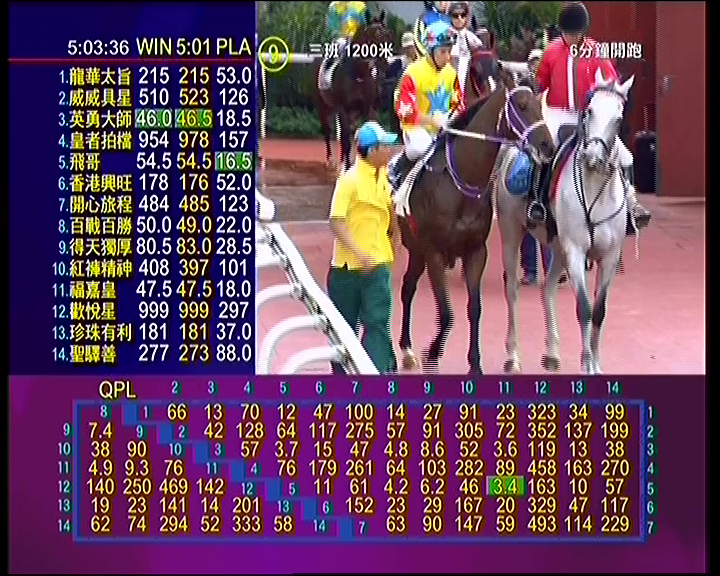 5:03:36 WIN 5:01 PLA
9 三班 1200米 6分鐘開跑
1.龍華太旨 215 215 53.0
2.威威具星 510 523 126
3.英勇大師 46.0 46.5 18.5
4.皇者拍檔 954 978 157
5.飛哥 54.5 54.5 16.5
6.香港興旺 178 176 52.0
7.開心旅程 484 485 123
8.百戰百勝 50.0 49.0 22.0
9.得天獨厚 80.5 83.0 28.5
10.紅褲精神 408 397 101
11.福嘉皇 47.5 47.5 18.0
12.歡悅星 999 999 297
13.珍珠有利 181 181 37.0
14.聖驛善 277 273 88.0
QPL 2 3 4 5 6 7 8 9 10 11 12 13 14
8 1 66 13 70 12 47 100 14 27 91 23 323 34 99 1
9 7.4 9 2 42 128 64 117 275 57 91 305 72 352 137 199 2
10 38 90 10 3 57 3.7 15 47 4.8 8.6 52 3.6 119 13 38 3
11 4.9 9.3 76 11 4 76 179 261 64 103 282 89 458 163 270 4
12 140 250 469 142 12 5 11 61 4.2 6.2 46 3.4 163 10 57 5
13 19 23 141 14 201 13 6 152 23 29 167 20 329 47 117 6
14 62 74 294 52 333 58 14 7 63 90 147 59 493 114 229 7